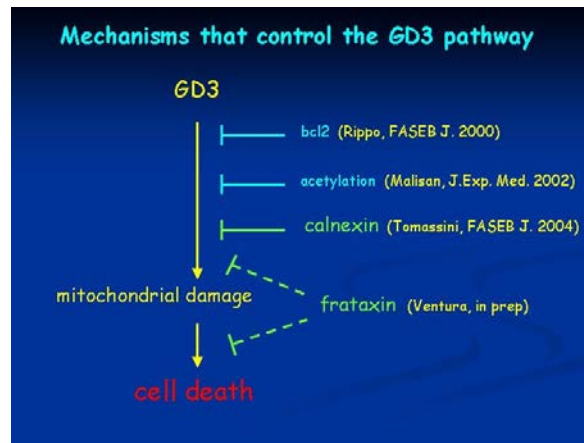 Mechanisms that control the GD3 pathway
GD3
bcl2 (Rippo, FASEB J. 2000)
acetylation (Malisan, J.Exp. Med. 2002)
calnexin (Tomassini, FASEB J. 2004)
mitochondrial damage
frataxin (Ventura, in prep)
cell death